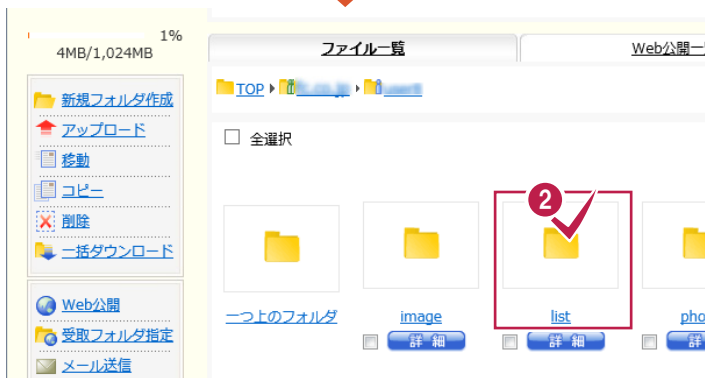 1%
4MB/1,024MB
新規フォルダ作成
アップロード
移動
コピー
削除
一括ダウンロード
Web公開
受取フォルダ指定
メール送信
ファイル一覧
Web公開一
TOP
全選択
2
一つ上のフォルダ
image
list
pho
詳 細
詳 細
詳